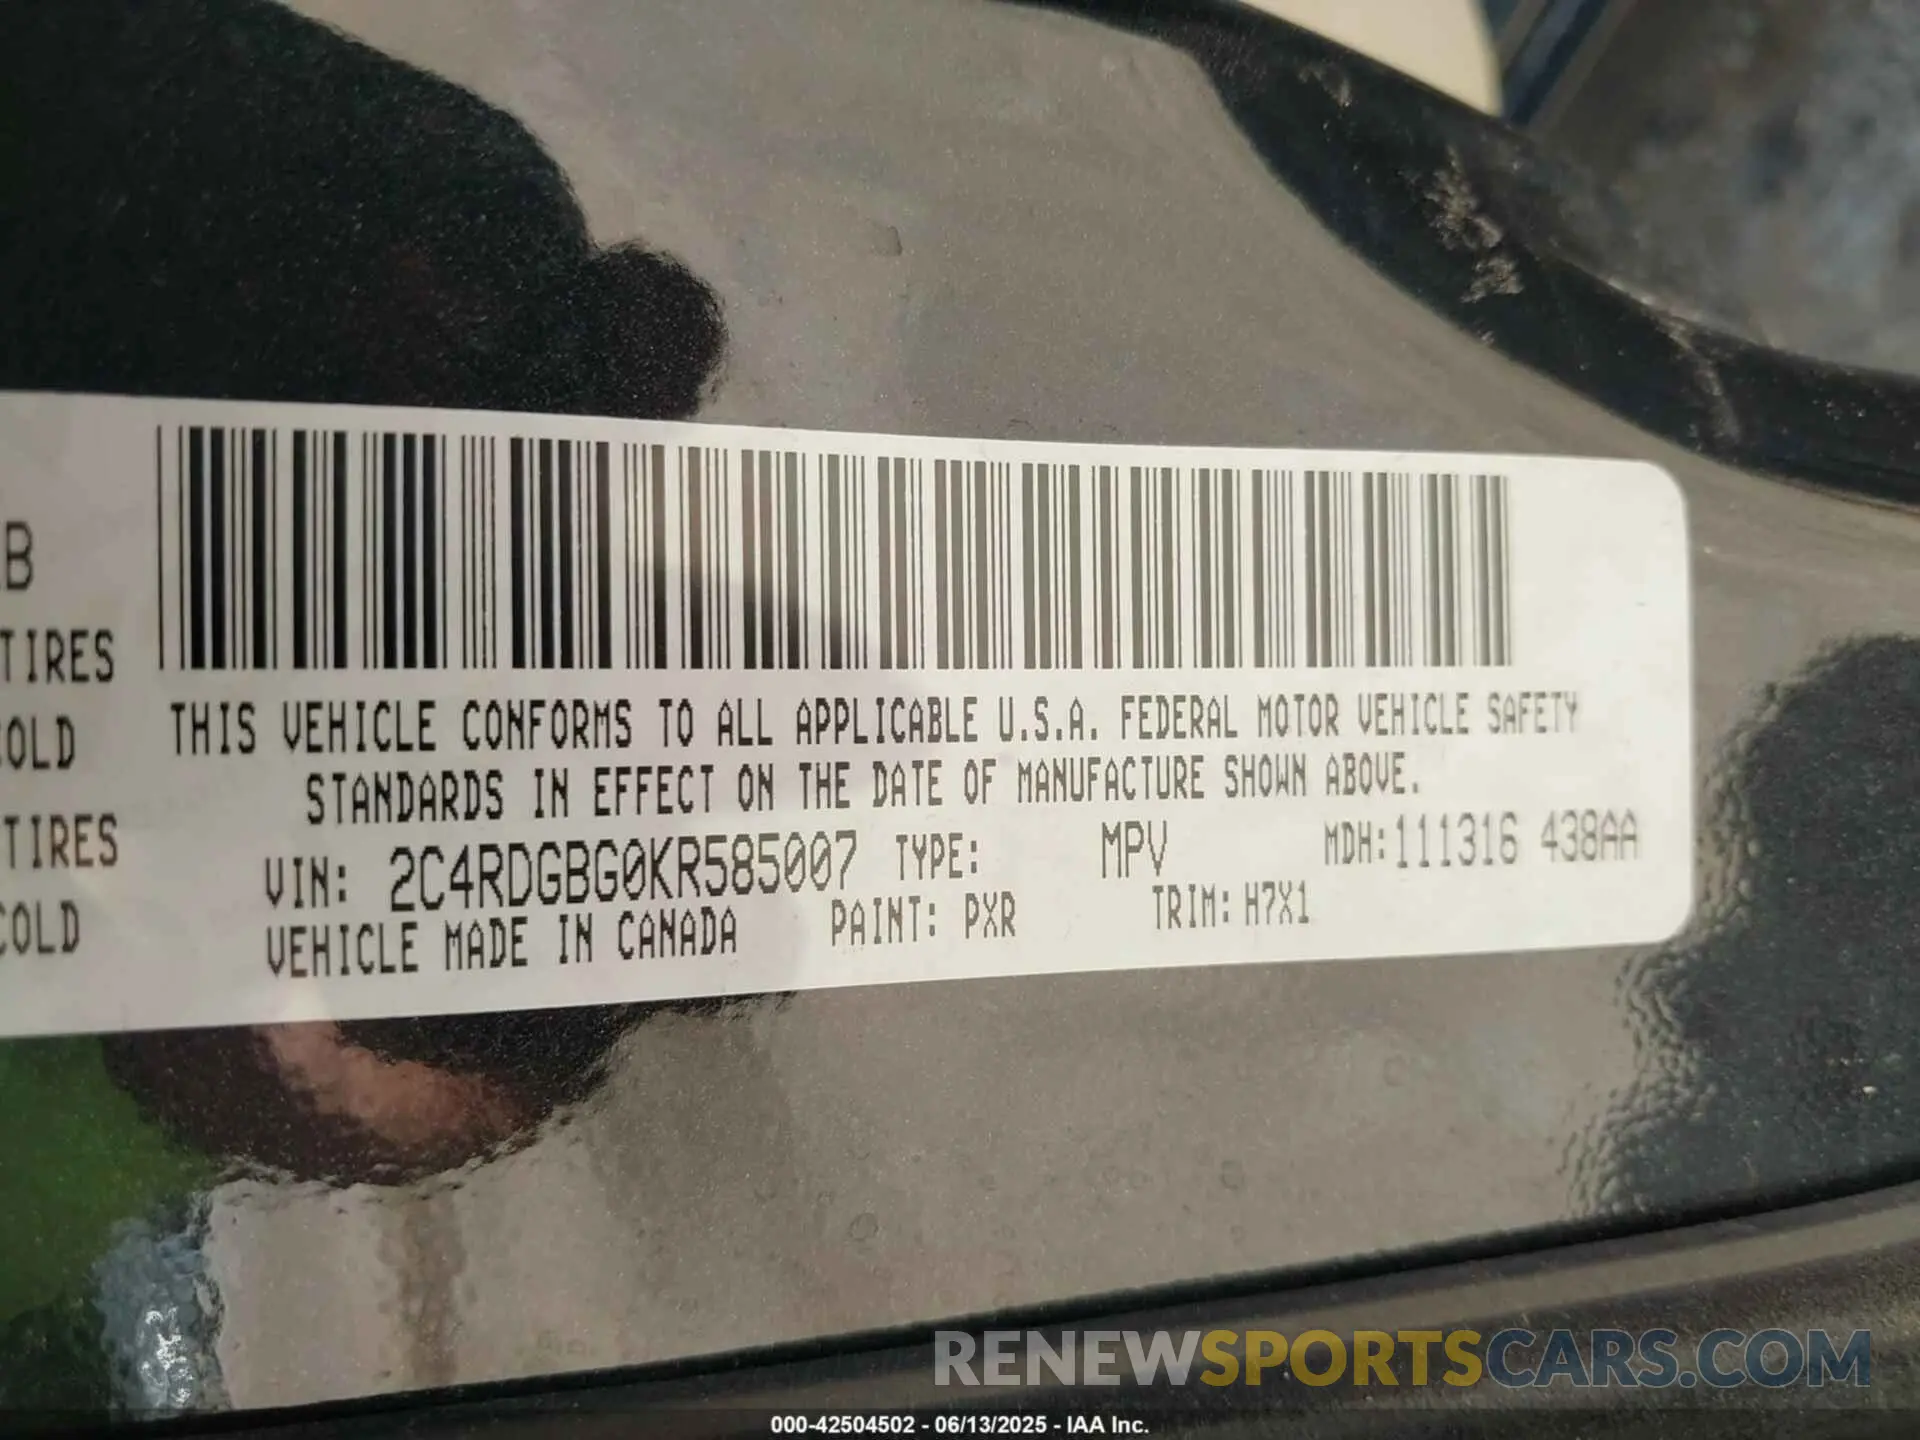 B
TIRES
COLD
TIRES
COLD
THIS VEHICLE CONFORMS TO ALL APPLICABLE U.S.A. FEDERAL MOTOR VEHICLE SAFETY
STANDARDS IN EFFECT ON THE DATE OF MANUFACTURE SHOWN ABOVE.
VIN: 2C4RDGBG0KR585007 TYPE: MPV MDH:111316 438AA
VEHICLE MADE IN CANADA PAINT: PXR TRIM: H7X1
RENEWSPORTSCARS.COM
000-42504502 - 06/13/2025 - IAA Inc.